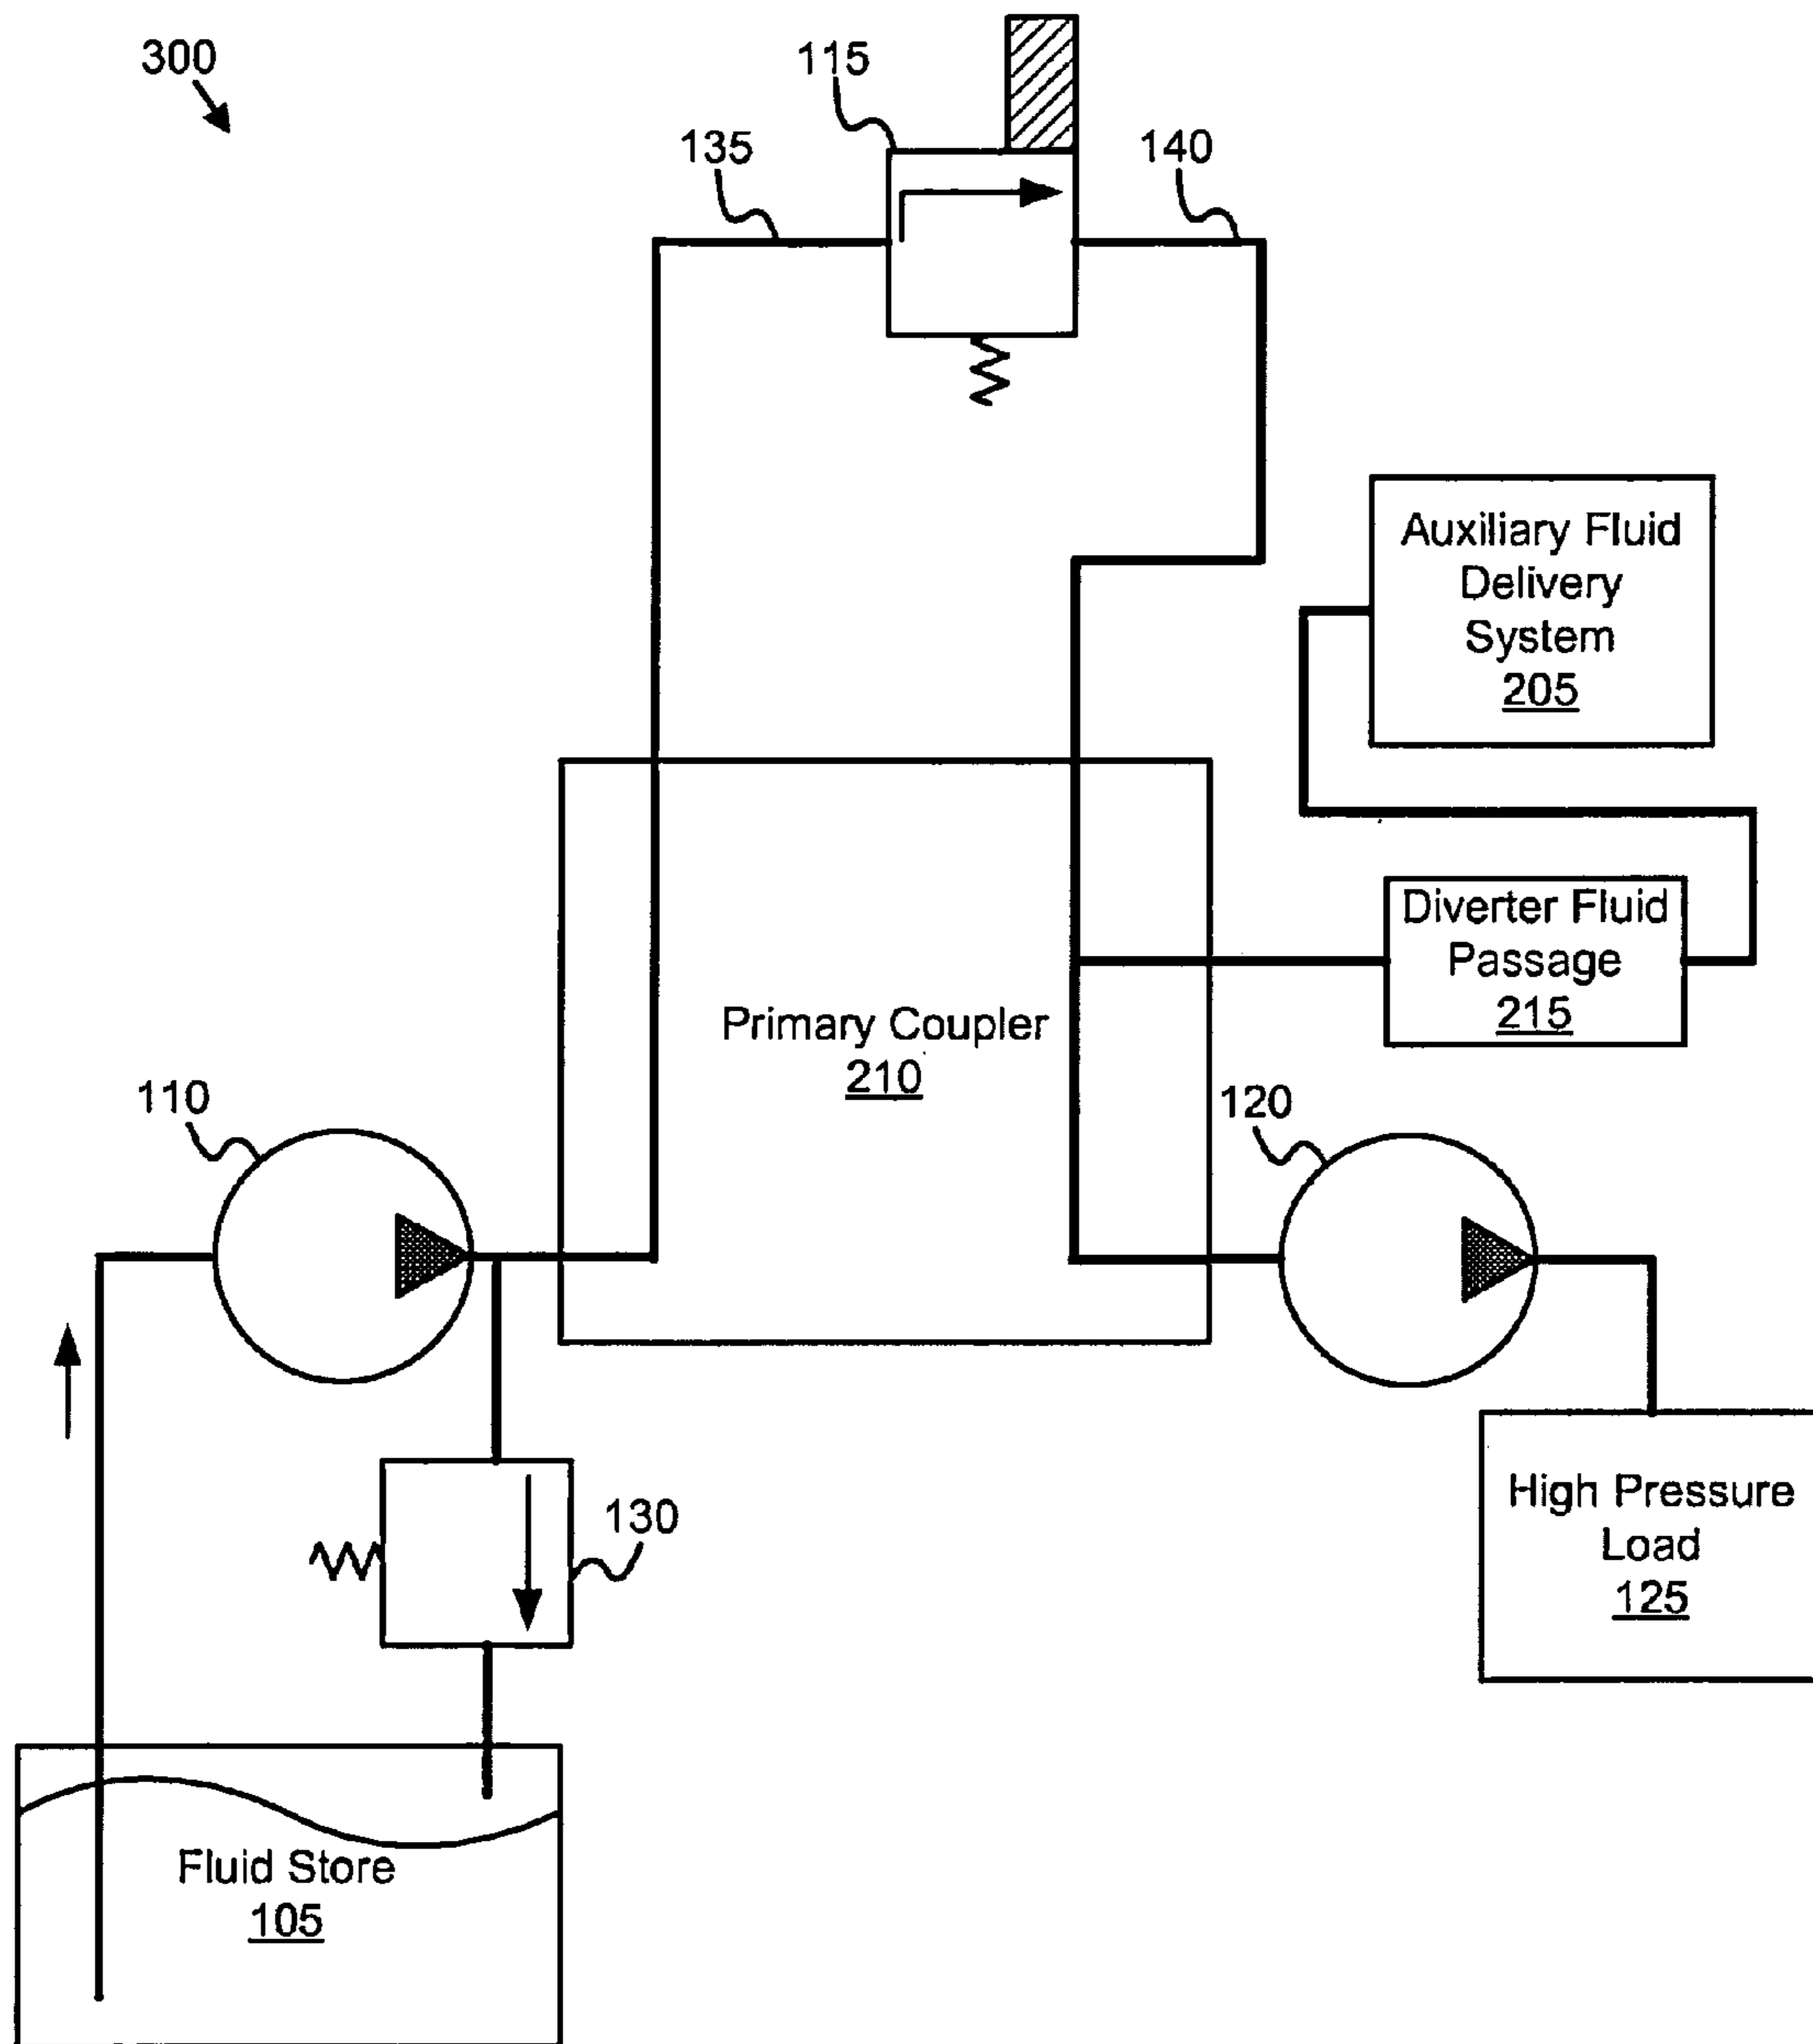 300
115
135
140
Auxiliary Fluid
Delivery
System
205
Diverter Fluid
Passage
215
Primary Coupler
210
110
120
High Pressure
Load
125
130
Fluid Store
105